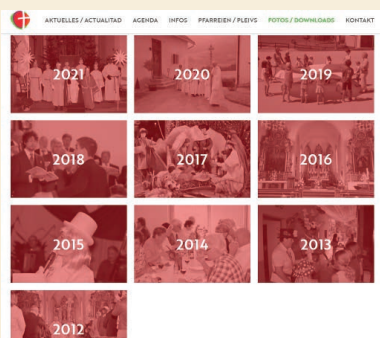 AKTUELLES / ACTUALITAD AGENDA INFOS PFARREIEN / PLEIVS FOTOS / DOWNLOADS KONTAKT
2021 2020 2019
2018 2017 2016
2015 2014 2013
2012